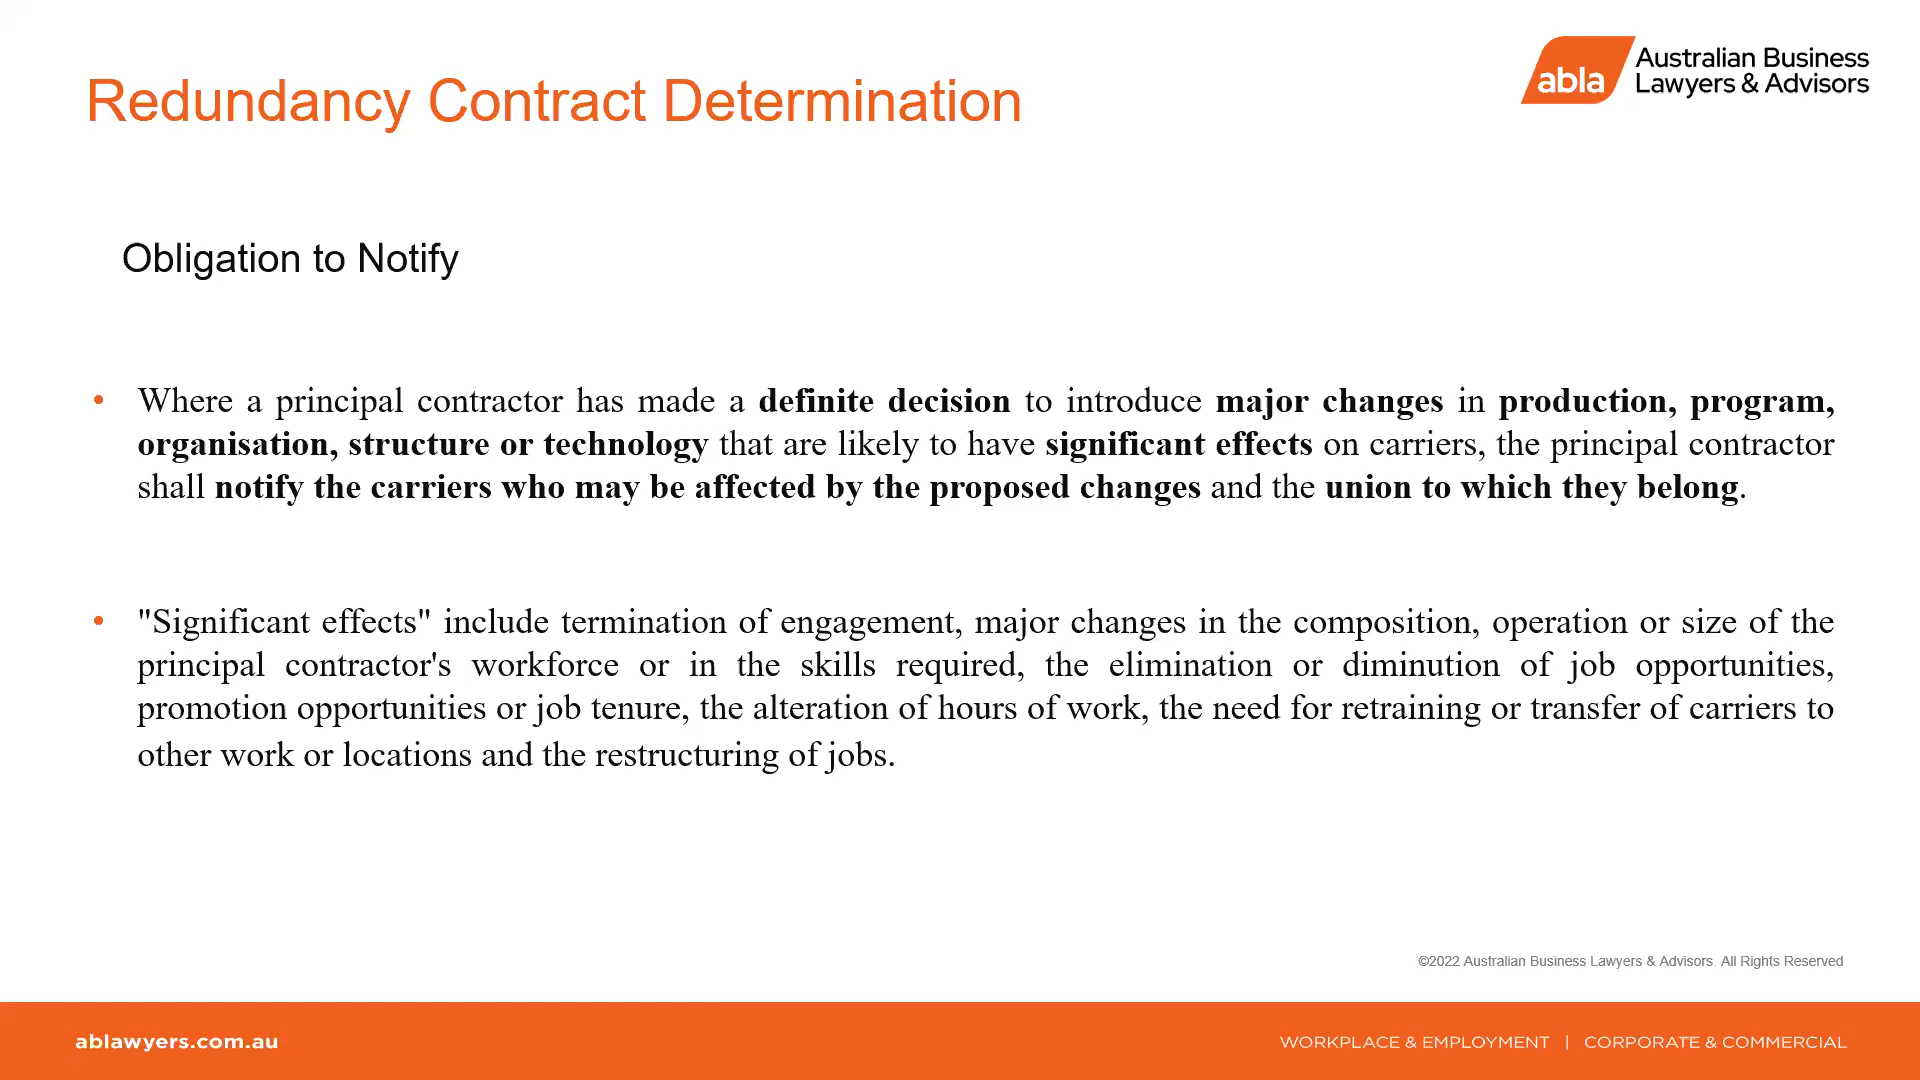 Redundancy Contract Determination
abla
Australian Business
Lawyers & Advisors
Obligation to Notify
• Where a principal contractor has made a definite decision to introduce major changes in production, program,
organisation, structure or technology that are likely to have significant effects on carriers, the principal contractor
shall notify the carriers who may be affected by the proposed changes and the union to which they belong.
• "Significant effects" include termination of engagement, major changes in the composition, operation or size of the
principal contractor's workforce or in the skills required, the elimination or diminution of job opportunities,
promotion opportunities or job tenure, the alteration of hours of work, the need for retraining or transfer of carriers to
other work or locations and the restructuring of jobs.
©2022 Australian Business Lawyers & Advisors. All Rights Reserved
ablawyers.com.au
WORKPLACE & EMPLOYMENT | CORPORATE & COMMERCIAL